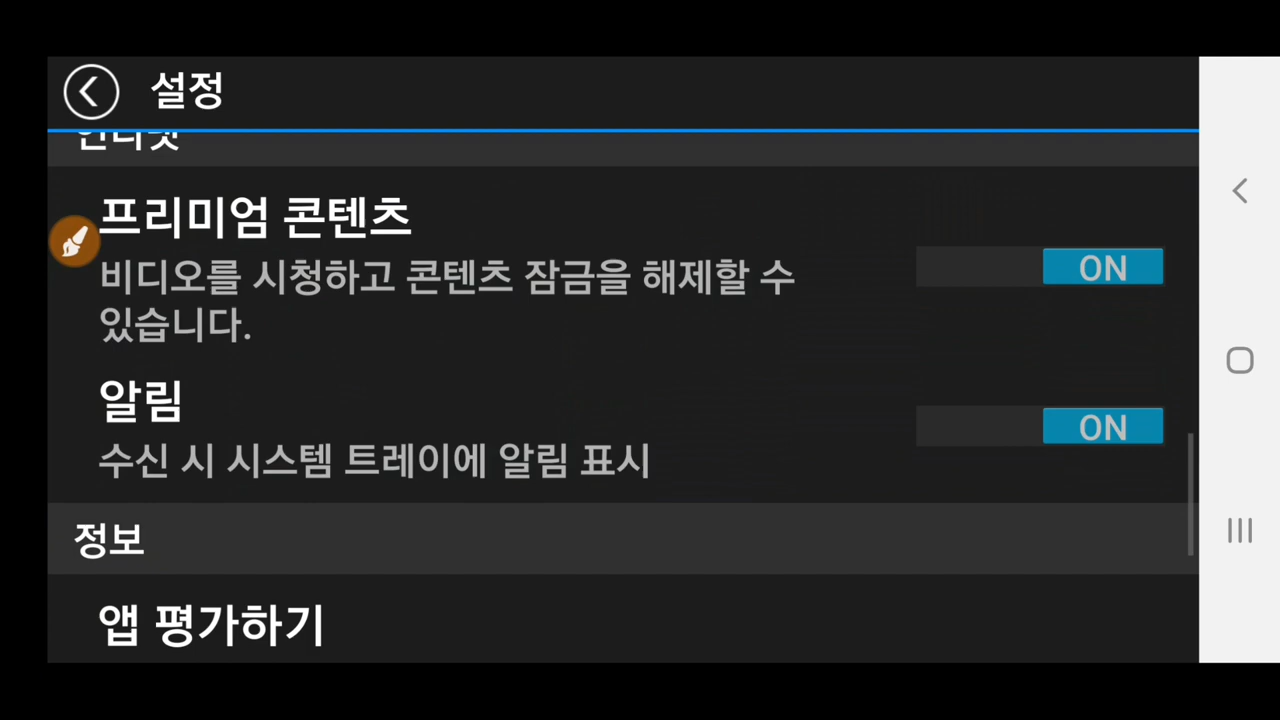 설정
프리미엄 콘텐츠
비디오를 시청하고 콘텐츠 잠금을 해제할 수
있습니다.
ON
알림
수신 시 시스템 트레이에 알림 표시
ON
정보
앱 평가하기